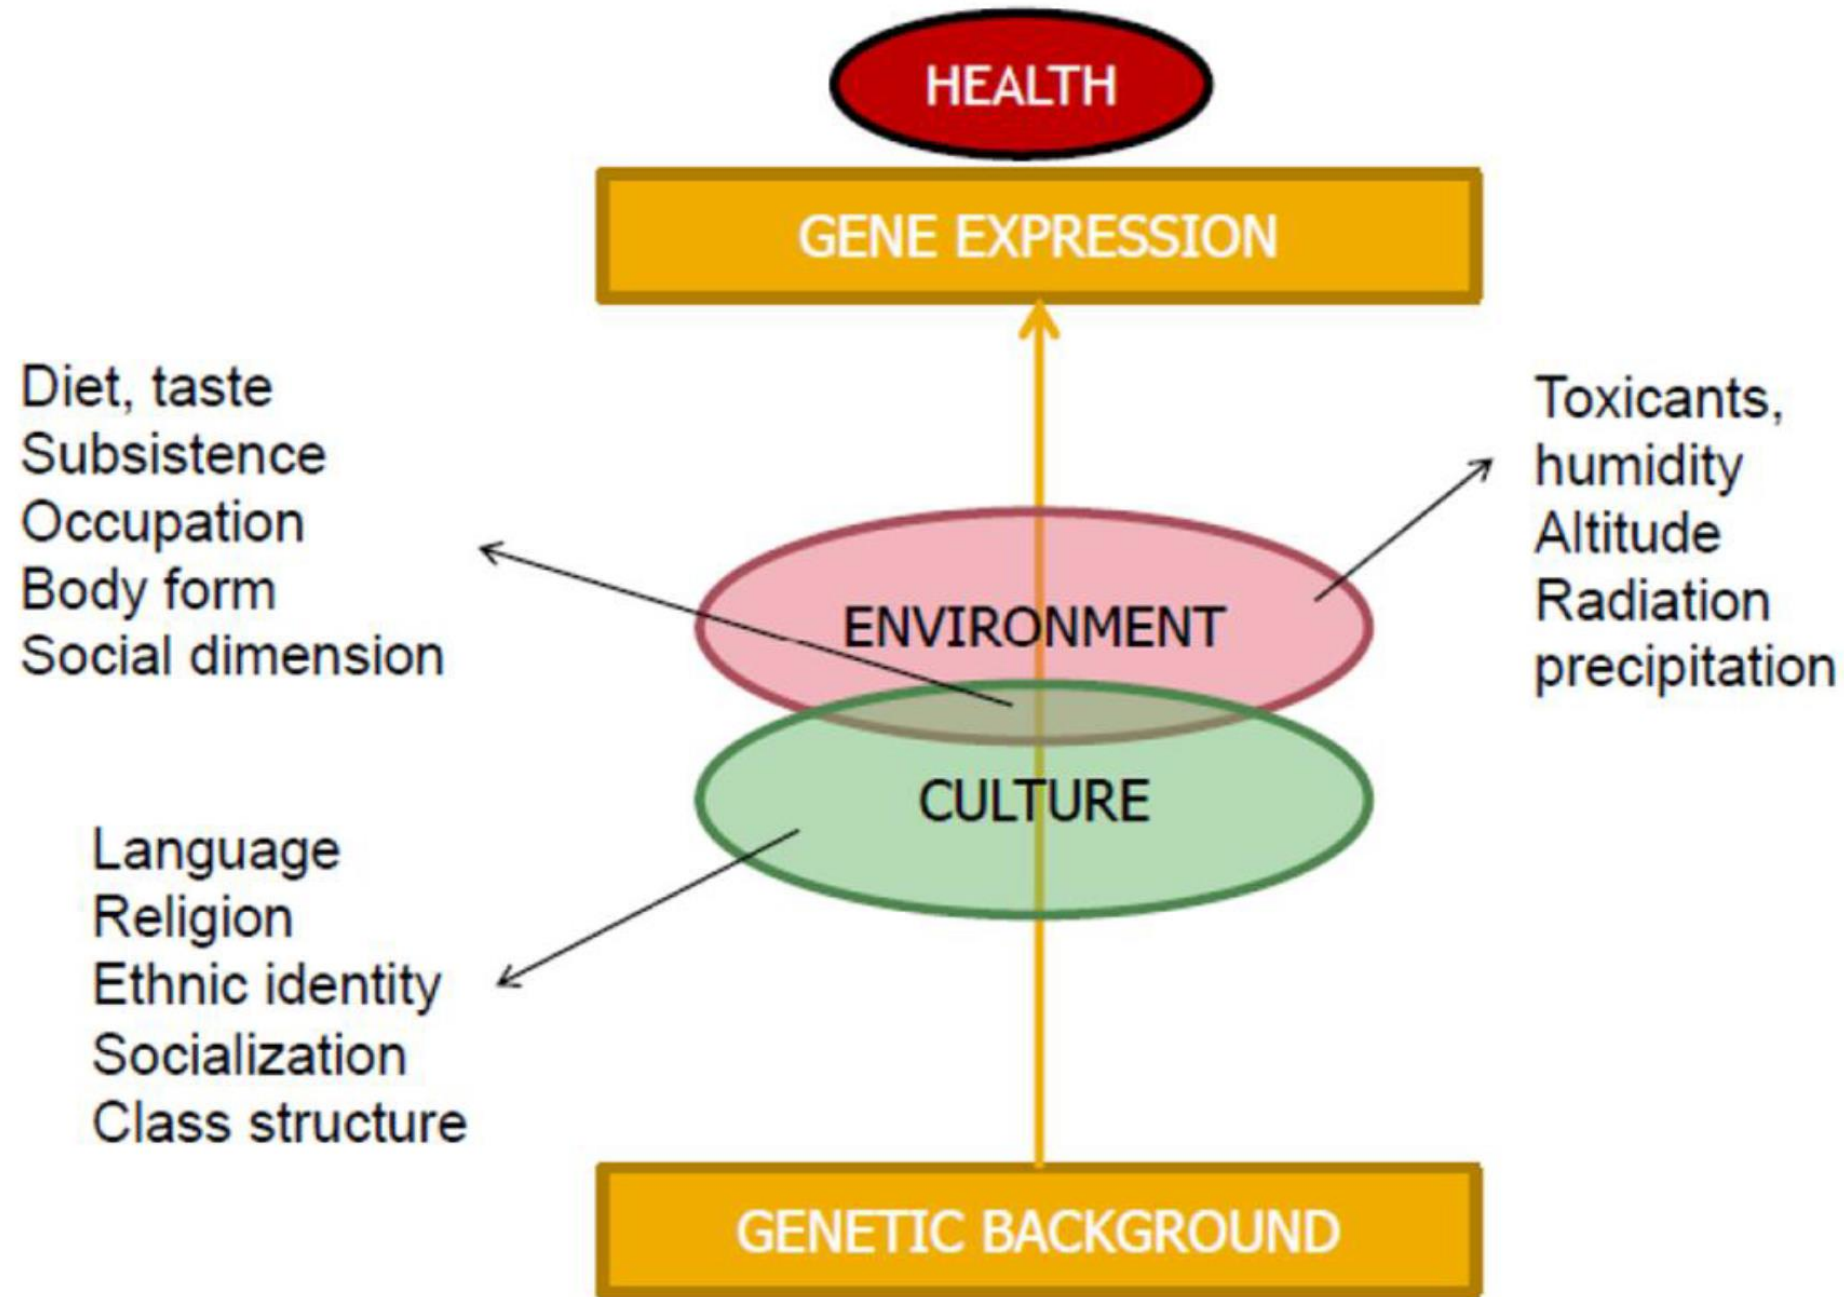 HEALTH
GENE EXPRESSION
Diet, taste
Subsistence
Occupation
Body form
Social dimension
Toxicants,
humidity
Altitude
Radiation
precipitation
ENVIRONMENT
CULTURE
Language
Religion
Ethnic identity
Socialization
Class structure
GENETIC BACKGROUND